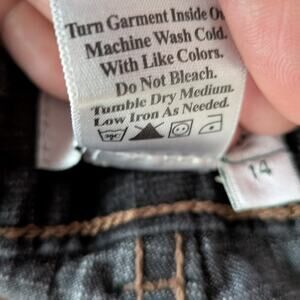 Turn Garment Inside
Machine Wash Cold.
With Like Colors.
Do Not Bleach.
Tumble Dry Medium.
Low Iron As Needed.
14